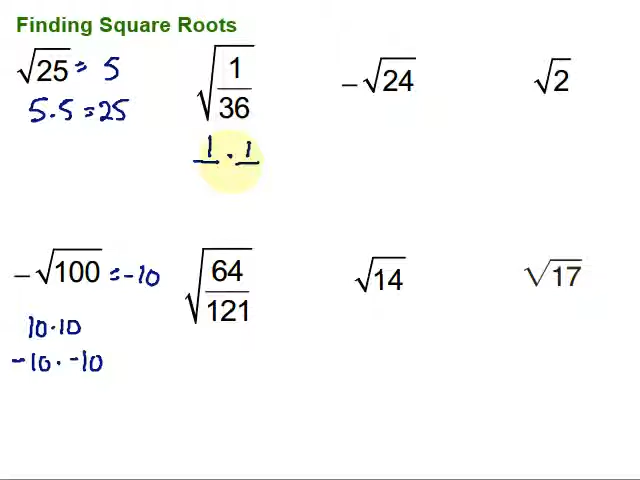 Finding Square Roots
√25 = 5
5·5 = 25
√(1/36)
1/ · 1/
-√24
√2
-√100 = -10
10·10
-10·-10
√(64/121)
√14
√17